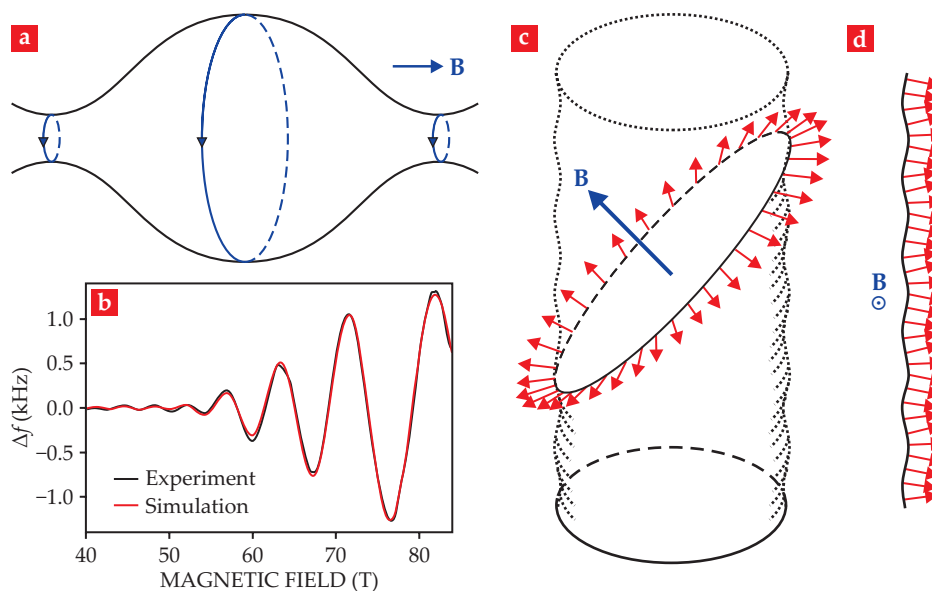 a
B
b
1.0
0.5
0.0
−0.5
−1.0
Δf (kHz)
Experiment
Simulation
40
50
60
70
80
MAGNETIC FIELD (T)
c
B
d
B